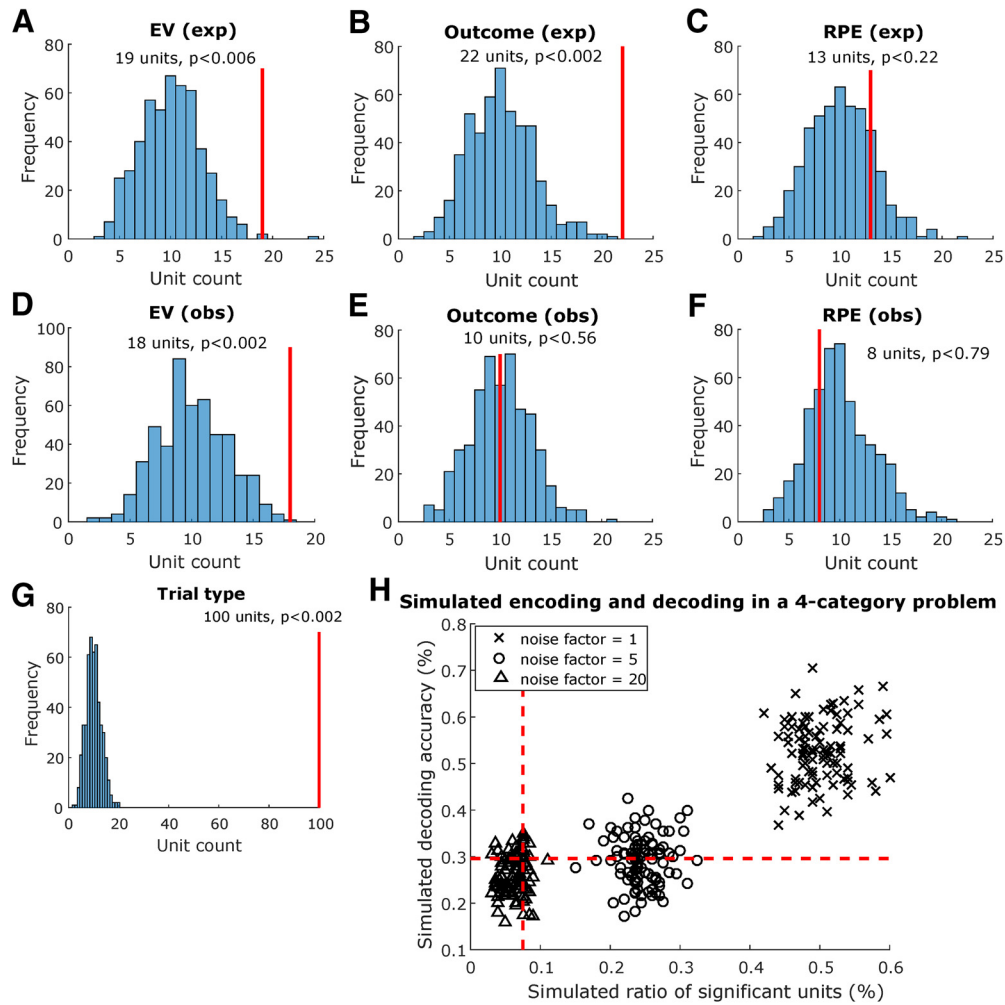 A
EV (exp)
19 units, p<0.006
80
60
40
20
0
Frequency
0 5 10 15 20 25
Unit count
B
Outcome (exp)
22 units, p<0.002
80
60
40
20
0
Frequency
0 5 10 15 20 25
Unit count
C
RPE (exp)
13 units, p<0.22
80
60
40
20
0
Frequency
0 5 10 15 20 25
Unit count
D
EV (obs)
18 units, p<0.002
100
80
60
40
20
0
Frequency
0 5 10 15 20
Unit count
E
Outcome (obs)
10 units, p<0.56
80
60
40
20
0
Frequency
0 5 10 15 20 25
Unit count
F
RPE (obs)
8 units, p<0.79
80
60
40
20
0
Frequency
0 5 10 15 20 25
Unit count
G
Trial type
100 units, p<0.002
80
60
40
20
0
Frequency
0 20 40 60 80 100
Unit count
H
Simulated encoding and decoding in a 4-category problem
noise factor = 1
noise factor = 5
noise factor = 20
0.8
0.7
0.6
0.5
0.4
0.3
0.2
0.1
Simulated decoding accuracy (%)
0 0.1 0.2 0.3 0.4 0.5 0.6
Simulated ratio of significant units (%)